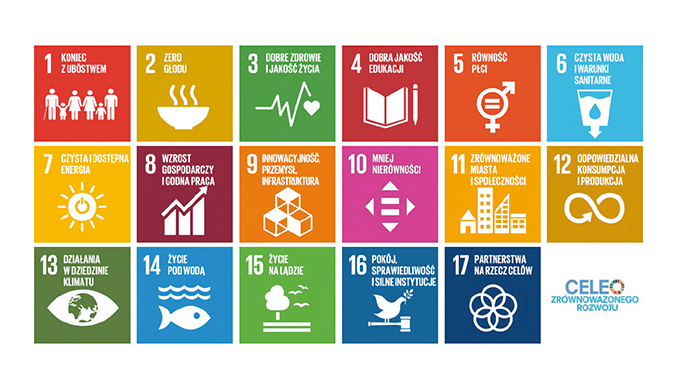 1 KONIEC
Z UBÓSTWEM
2 ZERO
GŁODU
3 DOBRE ZDROWIE
I JAKOŚĆ ŻYCIA
4 DOBRA JAKOŚĆ
EDUKACJI
5 RÓWNOŚĆ
PŁCI
6 CZYSTA WODA
I WARUNKI
SANITARNE
7 CZYSTA I DOSTĘPNA
ENERGIA
8 WZROST
GOSPODARCZY
I GODNA PRACA
9 INNOWACYJNOŚĆ,
PRZEMYSŁ,
INFRASTRUKTURA
10 MNIEJ
NIERÓWNOŚCI
11 ZRÓWNOWAŻONE
MIASTA
I SPOŁECZNOŚCI
12 ODPOWIEDZIALNA
KONSUMPCJA
I PRODUKCJA
13 DZIAŁANIA
W DZIEDZINIE
KLIMATU
14 ŻYCIE
POD WODĄ
15 ŻYCIE
NA LĄDZIE
16 POKÓJ,
SPRAWIEDLIWOŚĆ
I SILNE INSTYTUCJE
17 PARTNERSTWA
NA RZECZ CELÓW
CELEO
ZRÓWNOWAŻONEGO
ROZWOJU